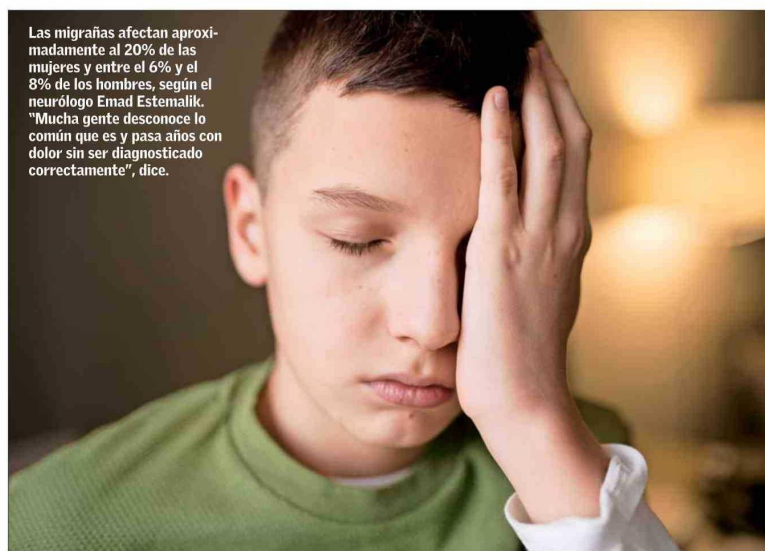 Las migrañas afectan aproxi-
madamente al 20% de las
mujeres y entre el 6% y el
8% de los hombres, según el
neurólogo Emad Estemalik.
"Mucha gente desconoce lo
común que es y pasa años con
dolor sin ser diagnosticado
correctamente", dice.